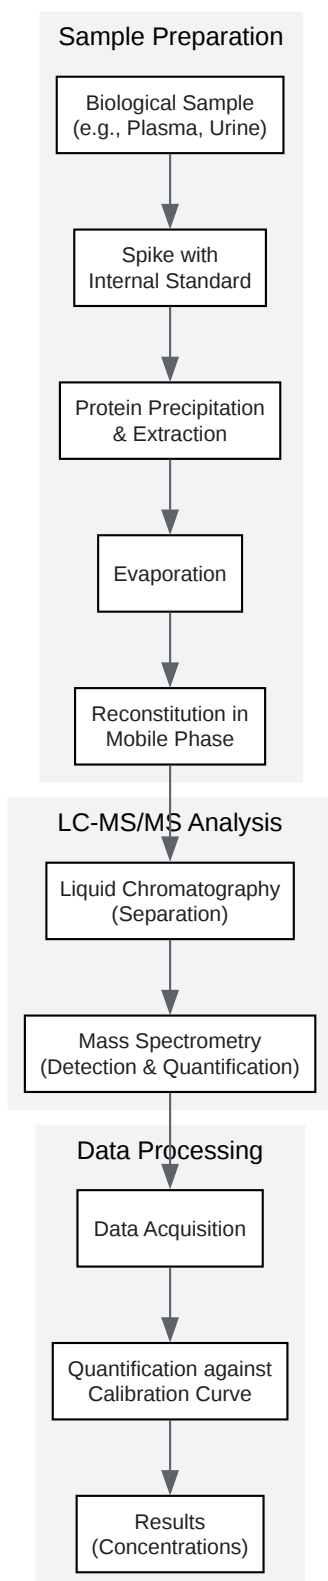 Sample Preparation
Biological Sample
(e.g., Plasma, Urine)
Spike with
Internal Standard
Protein Precipitation
& Extraction
Evaporation
Reconstitution in
Mobile Phase
LC-MS/MS Analysis
Liquid Chromatography
(Separation)
Mass Spectrometry
(Detection & Quantification)
Data Processing
Data Acquisition
Quantification against
Calibration Curve
Results
(Concentrations)